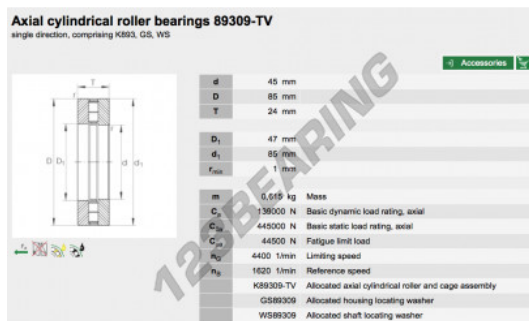 Axial cylindrical roller bearings 89309-TV
single direction, comprising K893, GS, WS
Accessories
T
D D1 d d1
d 45 mm
D 85 mm
T 24 mm
D1 47 mm
d1 85 mm
rmin 1 mm
m 0,615 kg Mass
Ca 139000 N Basic dynamic load rating, axial
C0a 445000 N Basic static load rating, axial
Cua 44500 N Fatigue limit load
nG 4400 1/min Limiting speed
nB 1620 1/min Reference speed
K89309-TV Allocated axial cylindrical roller and cage assembly
GS89309 Allocated housing locating washer
WS89309 Allocated shaft locating washer
123BEARING